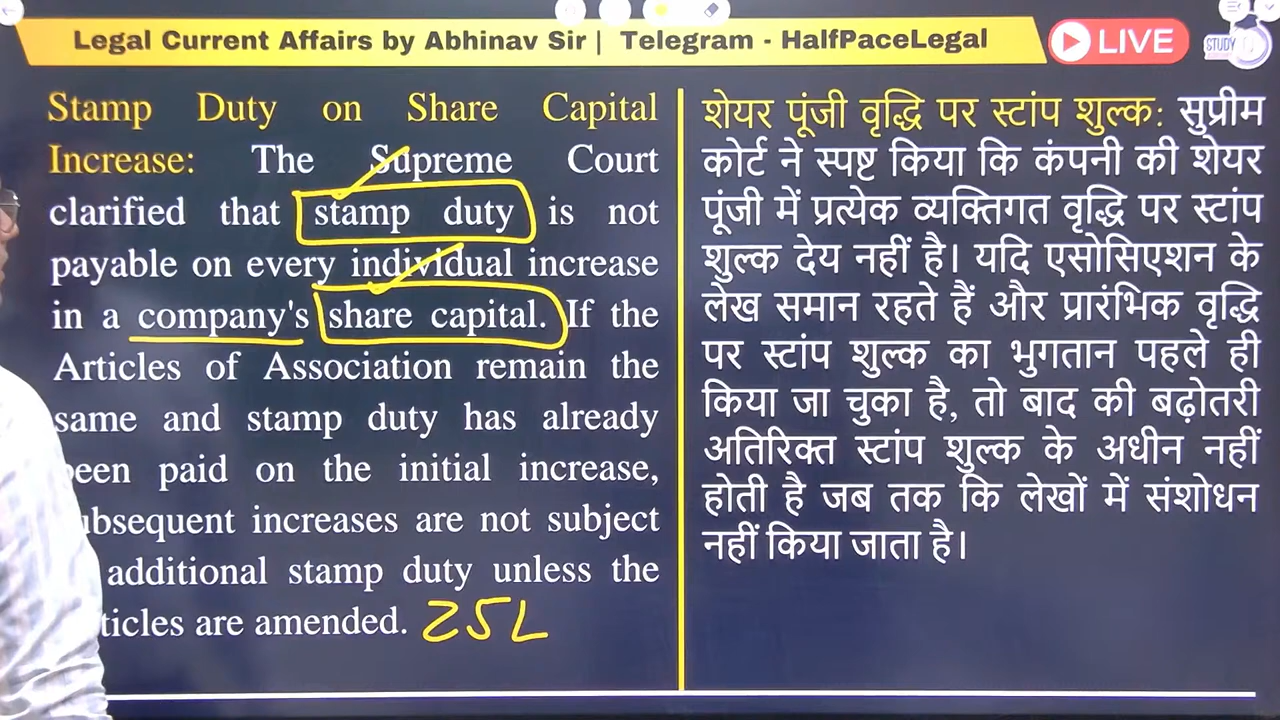 Legal Current Affairs by Abhinav Sir | Telegram - HalfPaceLegal
LIVE
STUDY
Stamp Duty on Share Capital
Increase: The Supreme Court
clarified that stamp duty is not
payable on every individual increase
in a company's share capital. If the
Articles of Association remain the
same and stamp duty has already
been paid on the initial increase,
ubsequent increases are not subject
additional stamp duty unless the
ticles are amended. 25L
शेयर पूंजी वृद्धि पर स्टांप शुल्क: सुप्रीम
कोर्ट ने स्पष्ट किया कि कंपनी की शेयर
पूंजी में प्रत्येक व्यक्तिगत वृद्धि पर स्टांप
शुल्क देय नहीं है। यदि एसोसिएशन के
लेख समान रहते हैं और प्रारंभिक वृद्धि
पर स्टांप शुल्क का भुगतान पहले ही
किया जा चुका है, तो बाद की बढ़ोतरी
अतिरिक्त स्टांप शुल्क के अधीन नहीं
होती है जब तक कि लेखों में संशोधन
नहीं किया जाता है।